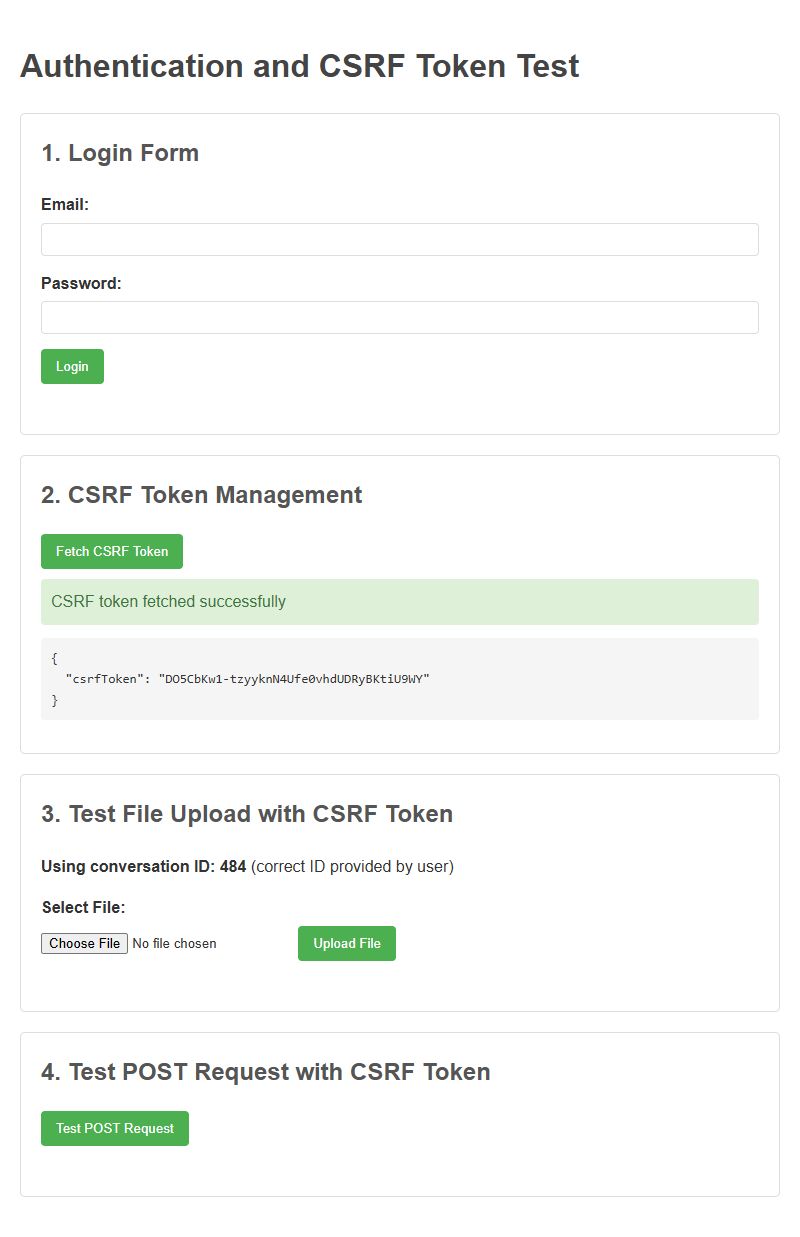 Authentication and CSRF Token Test
1. Login Form
Email:
Password:
Login
2. CSRF Token Management
Fetch CSRF Token
CSRF token fetched successfully
{
"csrfToken": "DO5CbKw1-tzyyknN4Ufe0vhdUDRyBKtiU9WY"
}
3. Test File Upload with CSRF Token
Using conversation ID: 484 (correct ID provided by user)
Select File:
Choose File No file chosen Upload File
4. Test POST Request with CSRF Token
Test POST Request